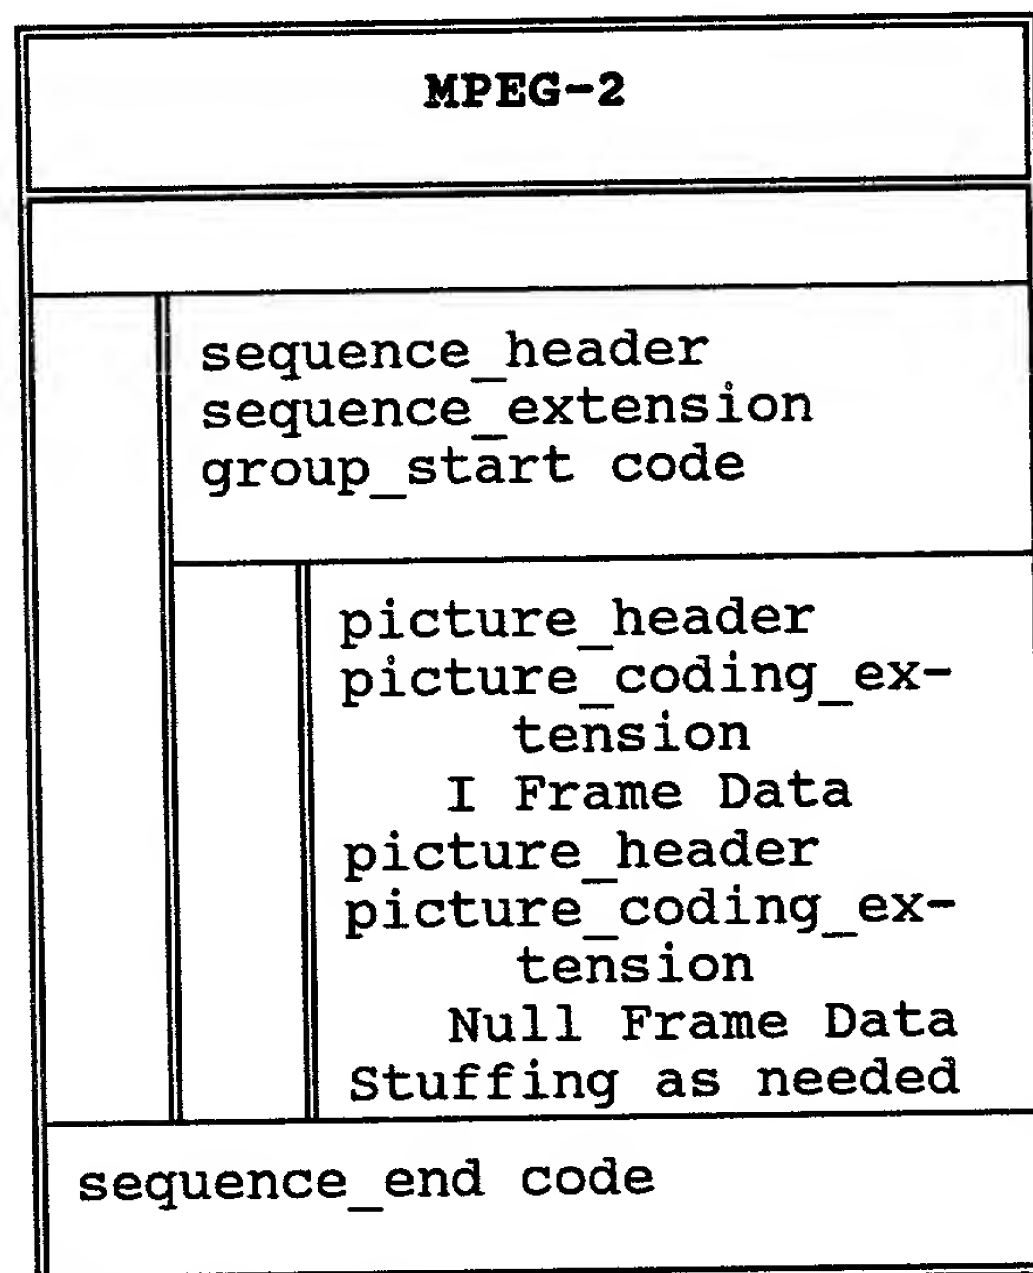 MPEG-2
sequence_header
sequence_extension
group_start code
picture_header
picture_coding_ex-
tension
I Frame Data
picture_header
picture_coding_ex-
tension
Null Frame Data
Stuffing as needed
sequence_end code